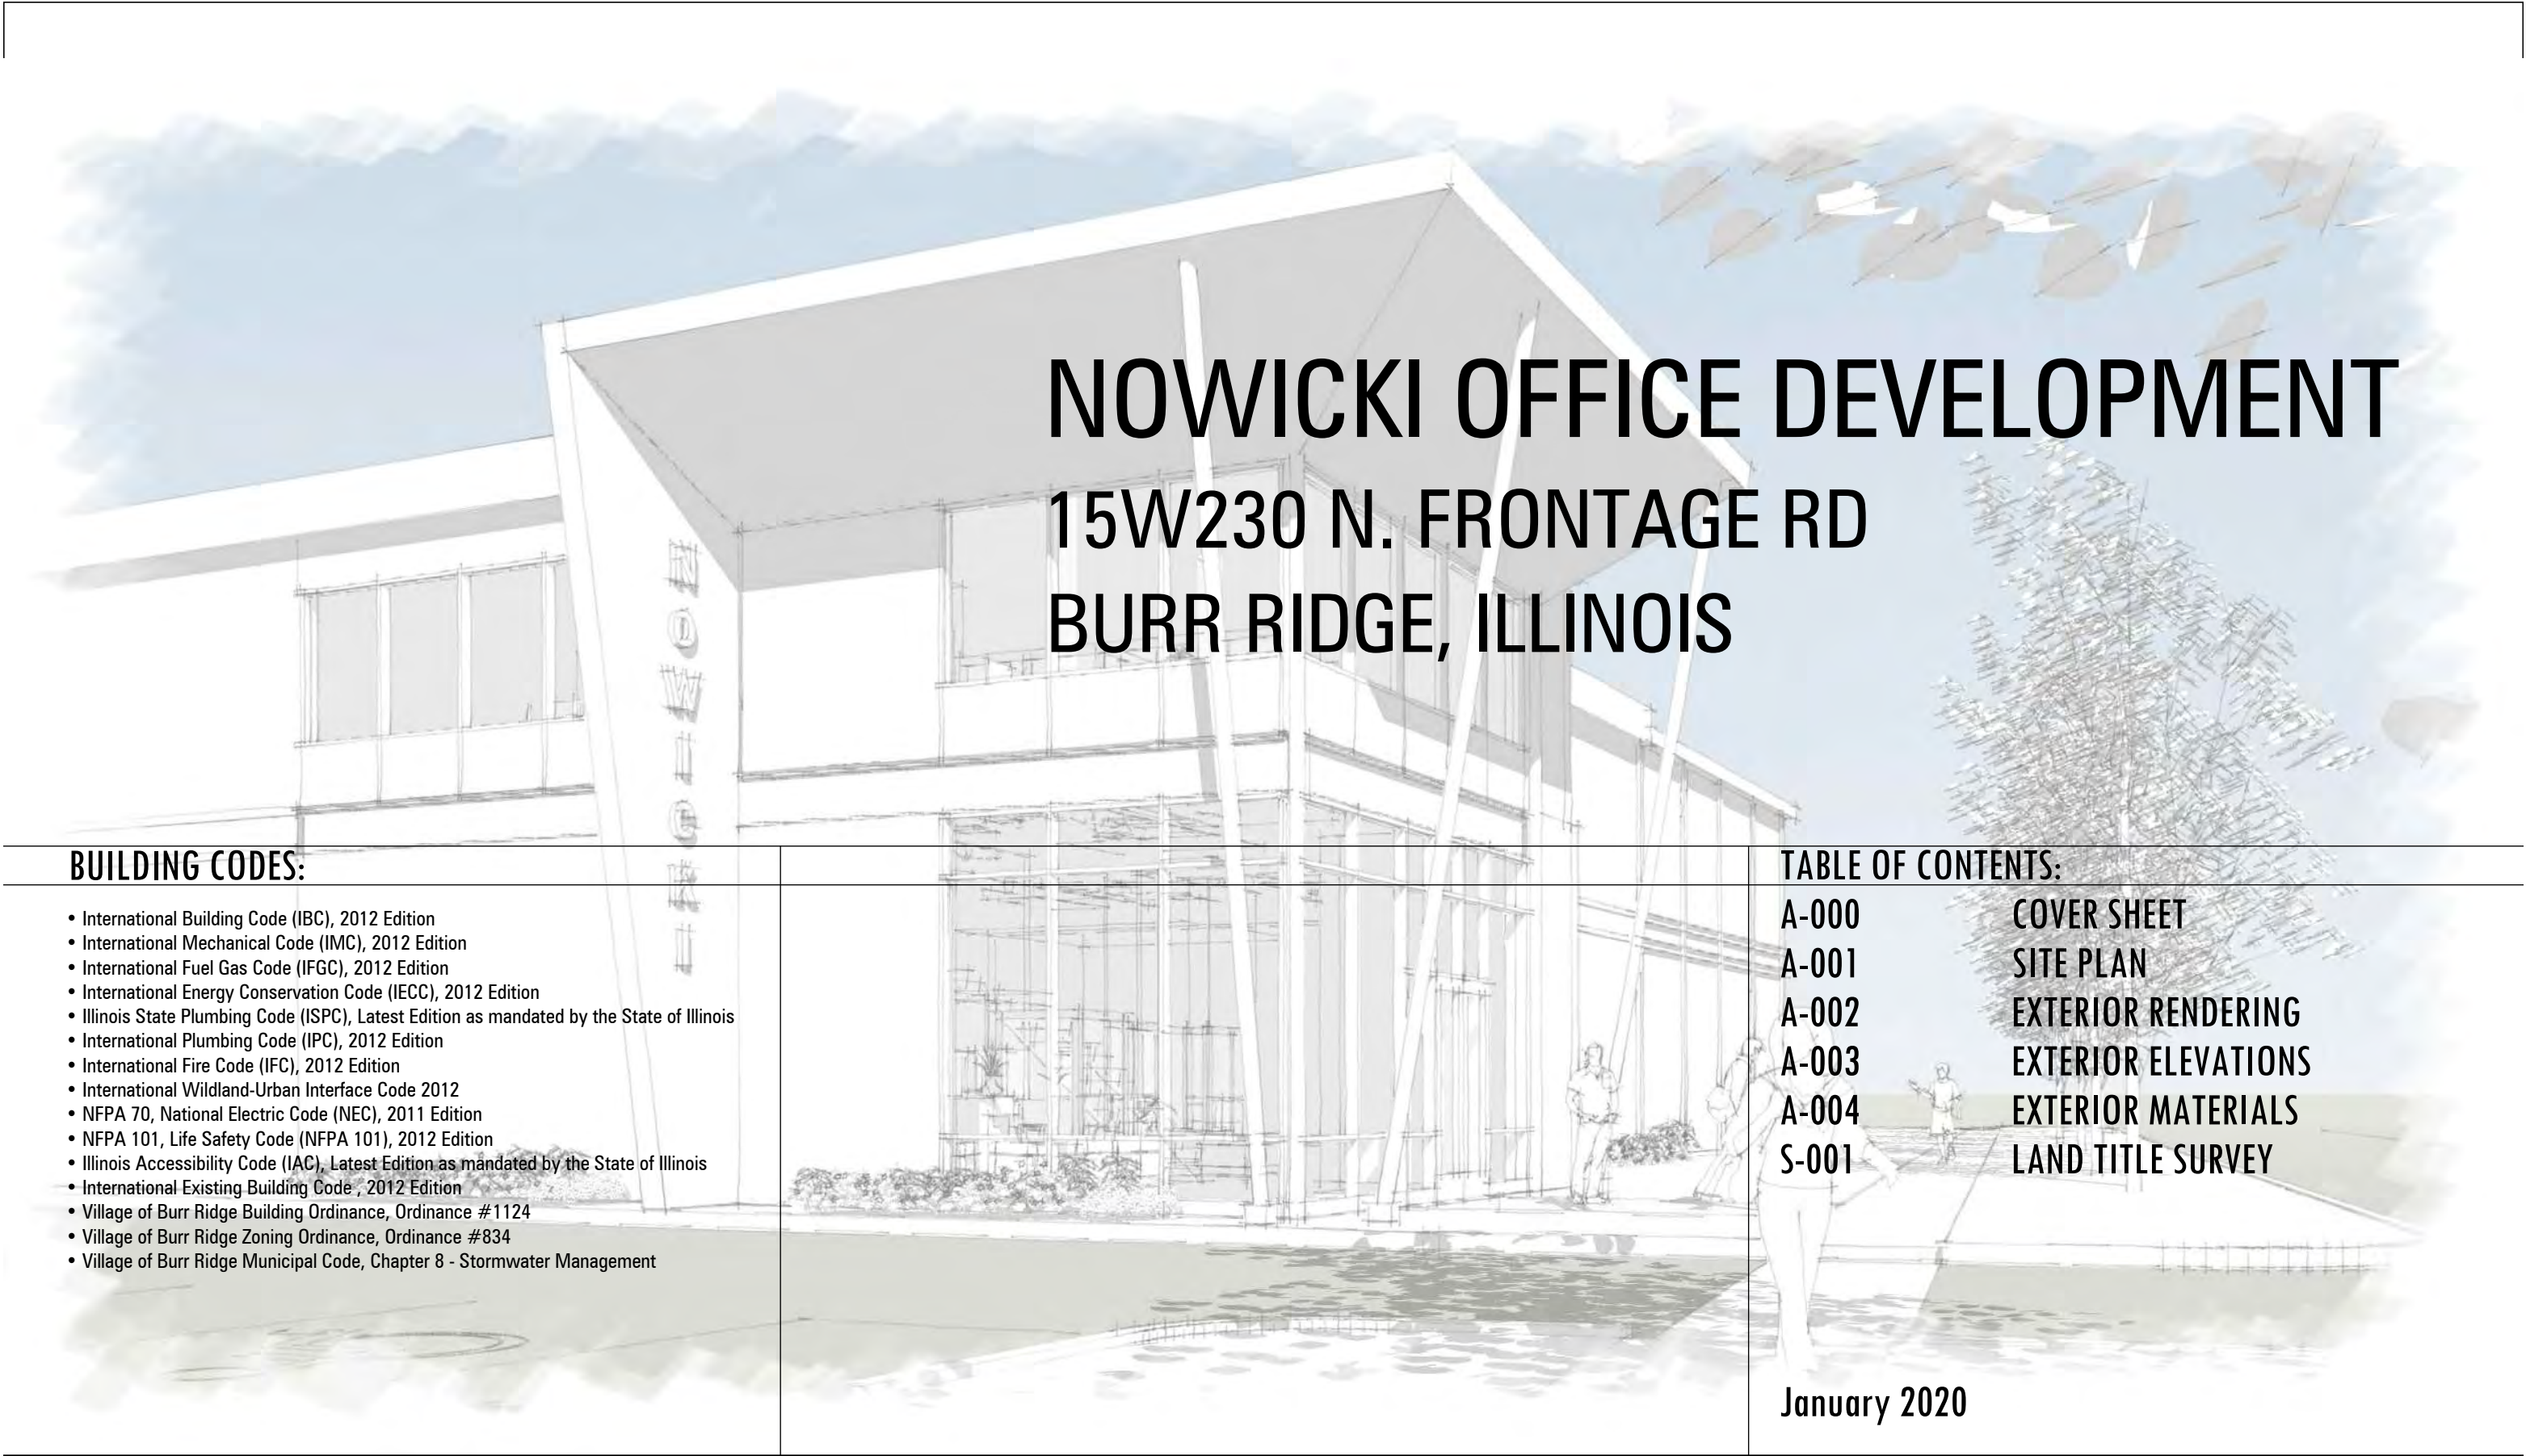 NOWICKI OFFICE DEVELOPMENT
15W230 N. FRONTAGE RD
BURR RIDGE, ILLINOIS
NOWICKI
BUILDING CODES:
• International Building Code (IBC), 2012 Edition
• International Mechanical Code (IMC), 2012 Edition
• International Fuel Gas Code (IFGC), 2012 Edition
• International Energy Conservation Code (IECC), 2012 Edition
• Illinois State Plumbing Code (ISPC), Latest Edition as mandated by the State of Illinois
• International Plumbing Code (IPC), 2012 Edition
• International Fire Code (IFC), 2012 Edition
• International Wildland-Urban Interface Code 2012
• NFPA 70, National Electric Code (NEC), 2011 Edition
• NFPA 101, Life Safety Code (NFPA 101), 2012 Edition
• Illinois Accessibility Code (IAC), Latest Edition as mandated by the State of Illinois
• International Existing Building Code , 2012 Edition
• Village of Burr Ridge Building Ordinance, Ordinance #1124
• Village of Burr Ridge Zoning Ordinance, Ordinance #834
• Village of Burr Ridge Municipal Code, Chapter 8 - Stormwater Management
TABLE OF CONTENTS:
A-000 COVER SHEET
A-001 SITE PLAN
A-002 EXTERIOR RENDERING
A-003 EXTERIOR ELEVATIONS
A-004 EXTERIOR MATERIALS
S-001 LAND TITLE SURVEY
January 2020